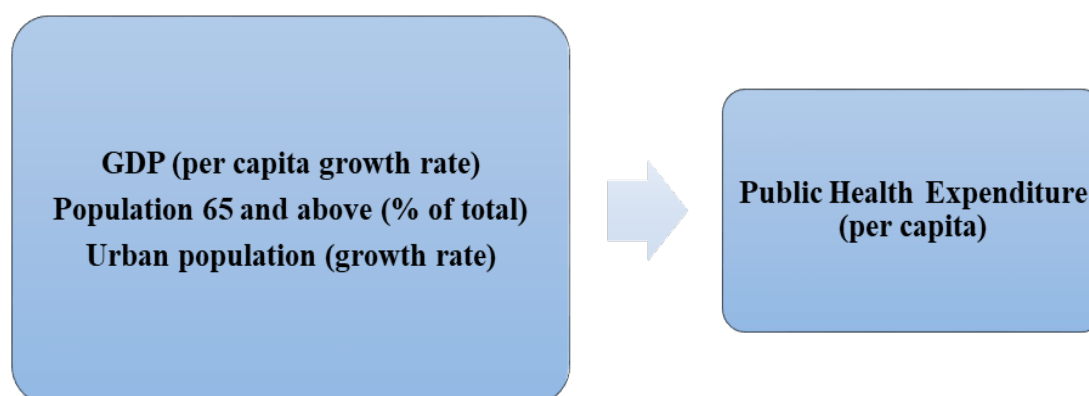 GDP (per capita growth rate)
Population 65 and above (% of total)
Urban population (growth rate)
Public Health Expenditure
(per capita)